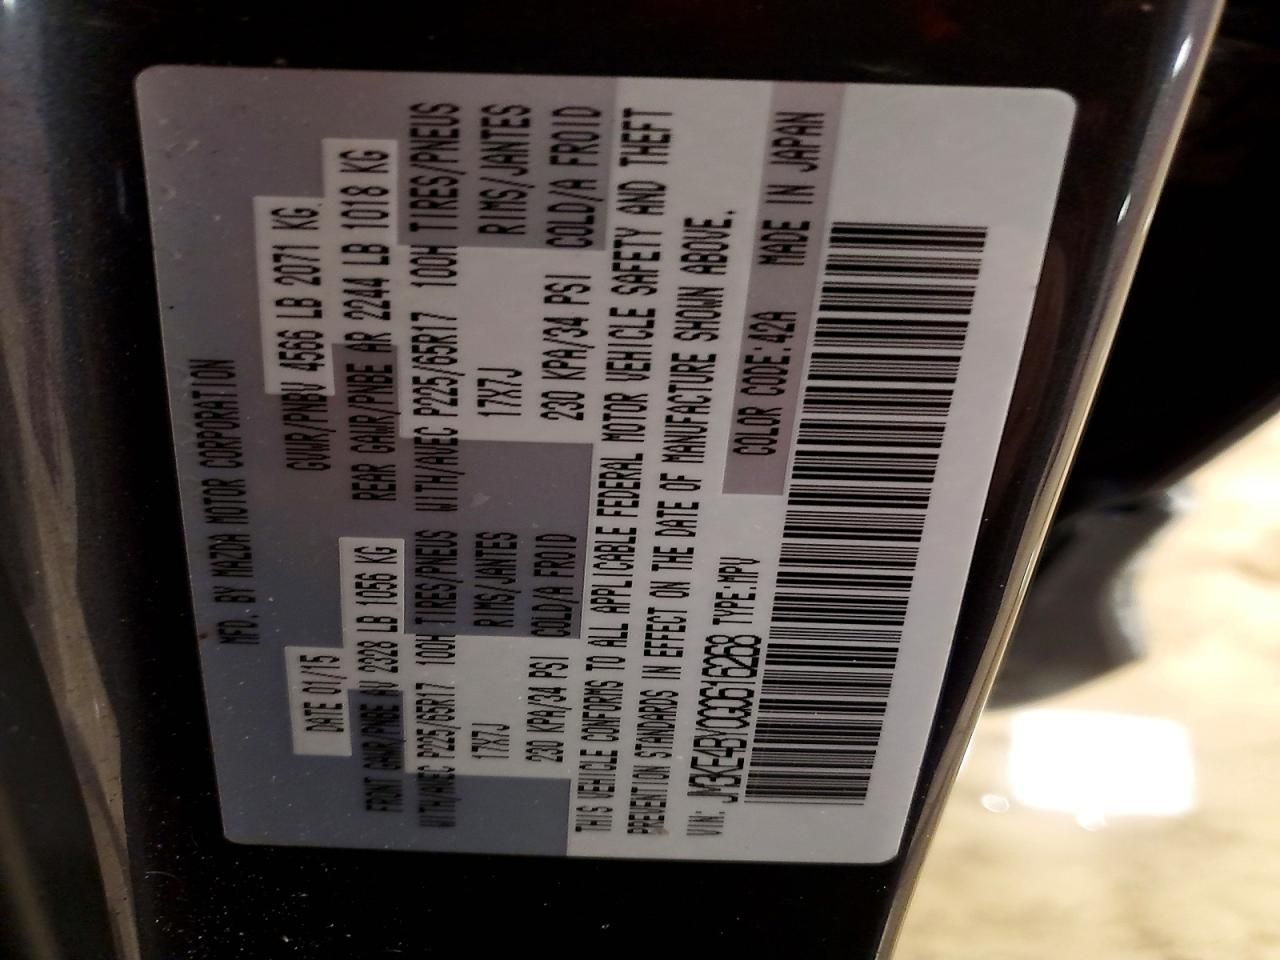 MFD. BY MAZDA MOTOR CORPORATION
DATE 01/15 GVWR/PNBV 4566 LB 2071 KG
FRONT GAWR/PNBE AV 2328 LB 1056 KG REAR GAWR/PNBE AR 2244 LB 1018 KG
WITH/AVEC P225/65R17 100H TIRES/PNEUS WITH/AVEC P225/65R17 100H TIRES/PNEUS
17X7J RIMS/JANTES 17X7J RIMS/JANTES
230 KPA/34 PSI COLD/A FROID 230 KPA/34 PSI COLD/A FROID
THIS VEHICLE CONFORMS TO ALL APPLICABLE FEDERAL MOTOR VEHICLE SAFETY AND THEFT
PREVENTION STANDARDS IN EFFECT ON THE DATE OF MANUFACTURE SHOWN ABOVE.
VIN: JM3KE4BY0G0616268 TYPE:MPV COLOR CODE:42A MADE IN JAPAN